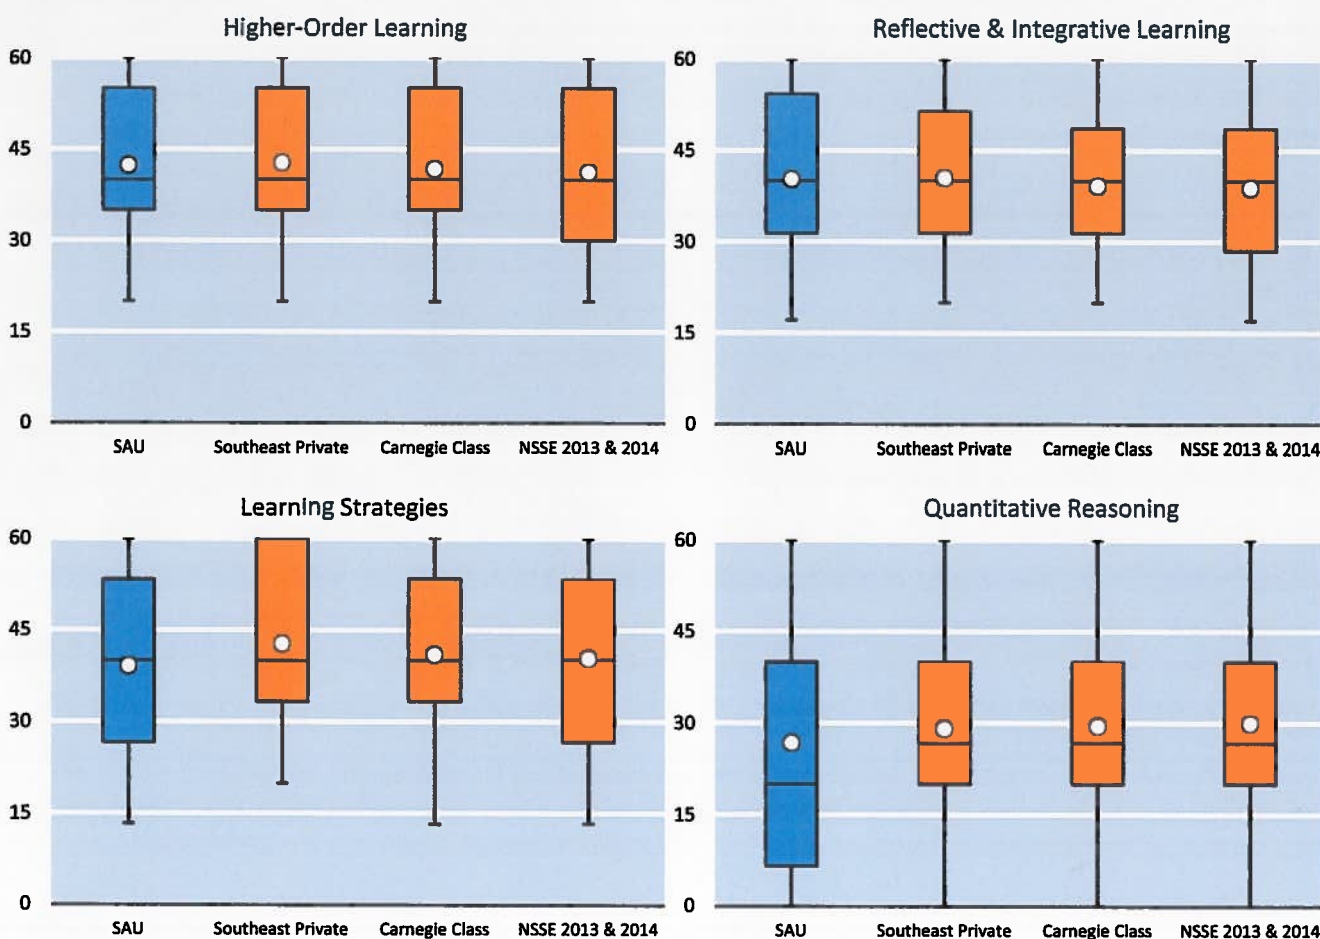 Higher-Order Learning
60
45
30
15
0
SAU Southeast Private Carnegie Class NSSE 2013 & 2014
Reflective & Integrative Learning
60
45
30
15
0
SAU Southeast Private Carnegie Class NSSE 2013 & 2014
Learning Strategies
60
45
30
15
0
SAU Southeast Private Carnegie Class NSSE 2013 & 2014
Quantitative Reasoning
60
45
30
15
0
SAU Southeast Private Carnegie Class NSSE 2013 & 2014